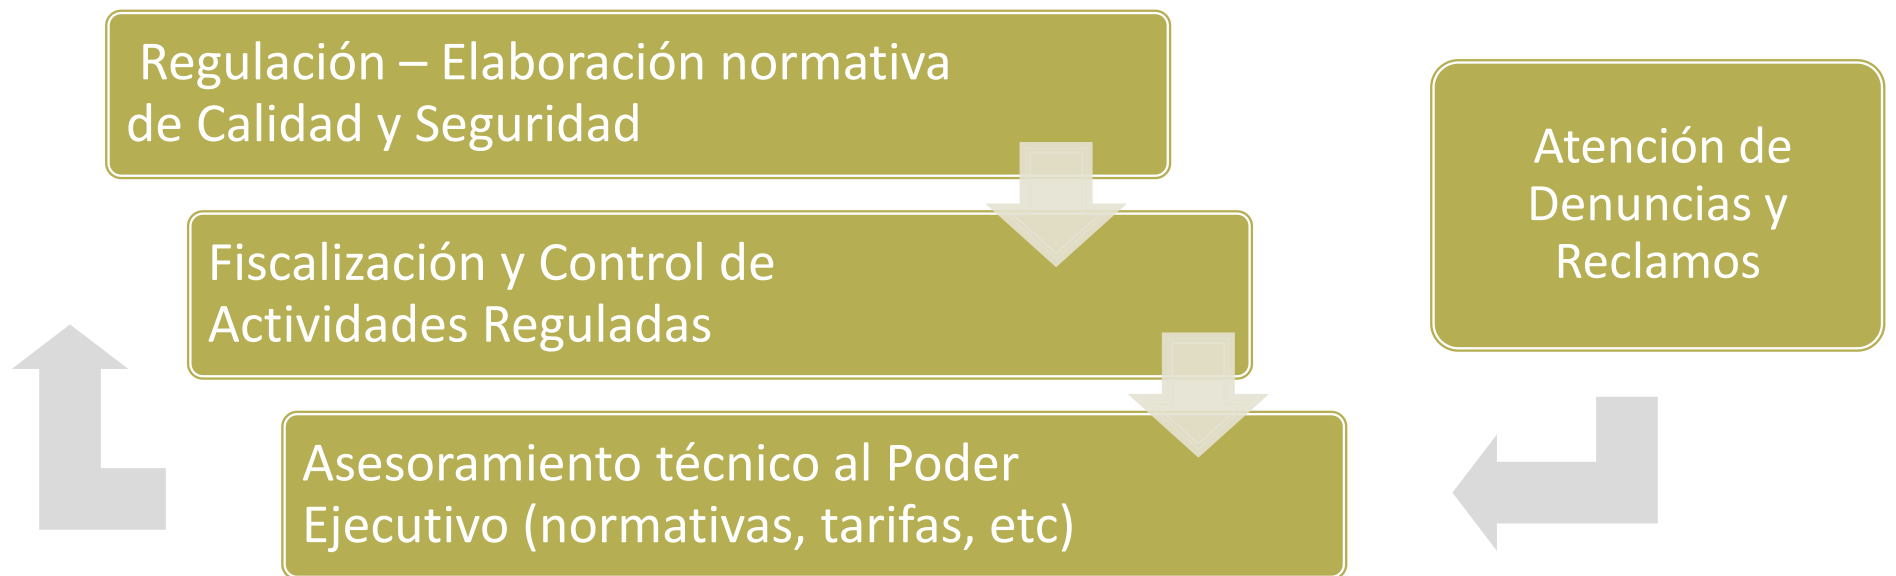 Regulación – Elaboración normativa
de Calidad y Seguridad
Fiscalización y Control de
Actividades Reguladas
Asesoramiento técnico al Poder
Ejecutivo (normativas, tarifas, etc)
Atención de
Denuncias y
Reclamos